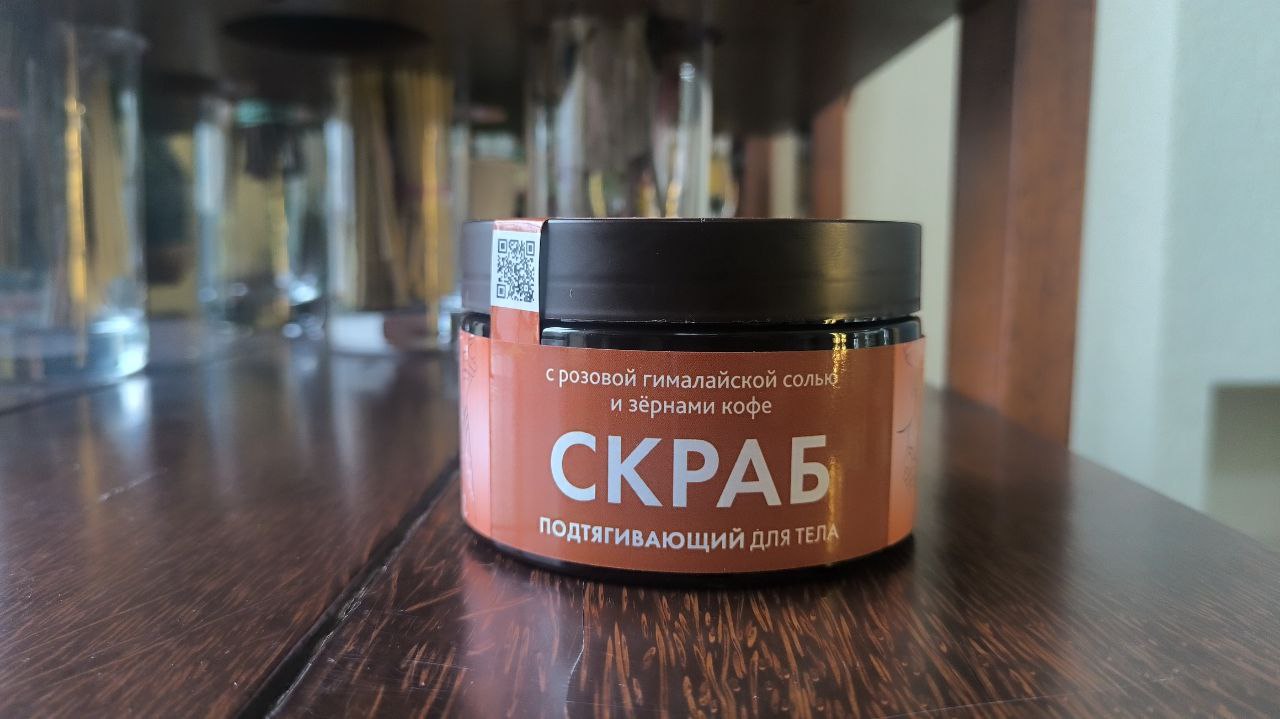 с розовой гималайской солью
и зёрнами кофе
СКРАБ
ПОДТЯГИВАЮЩИЙ ДЛЯ ТЕЛА